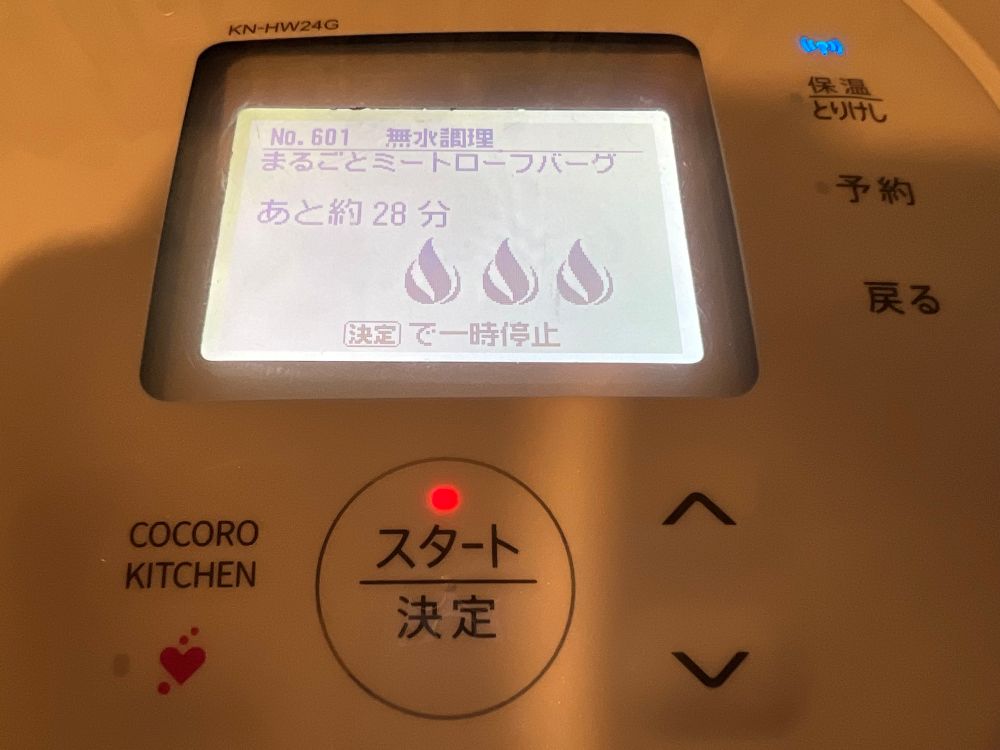 KN-HW24G
No.601 無水調理
まるごとミートローフバーグ
あと約 28 分
決定 で一時停止
保温
とりけし
予約
戻る
COCORO
KITCHEN
スタート
決定